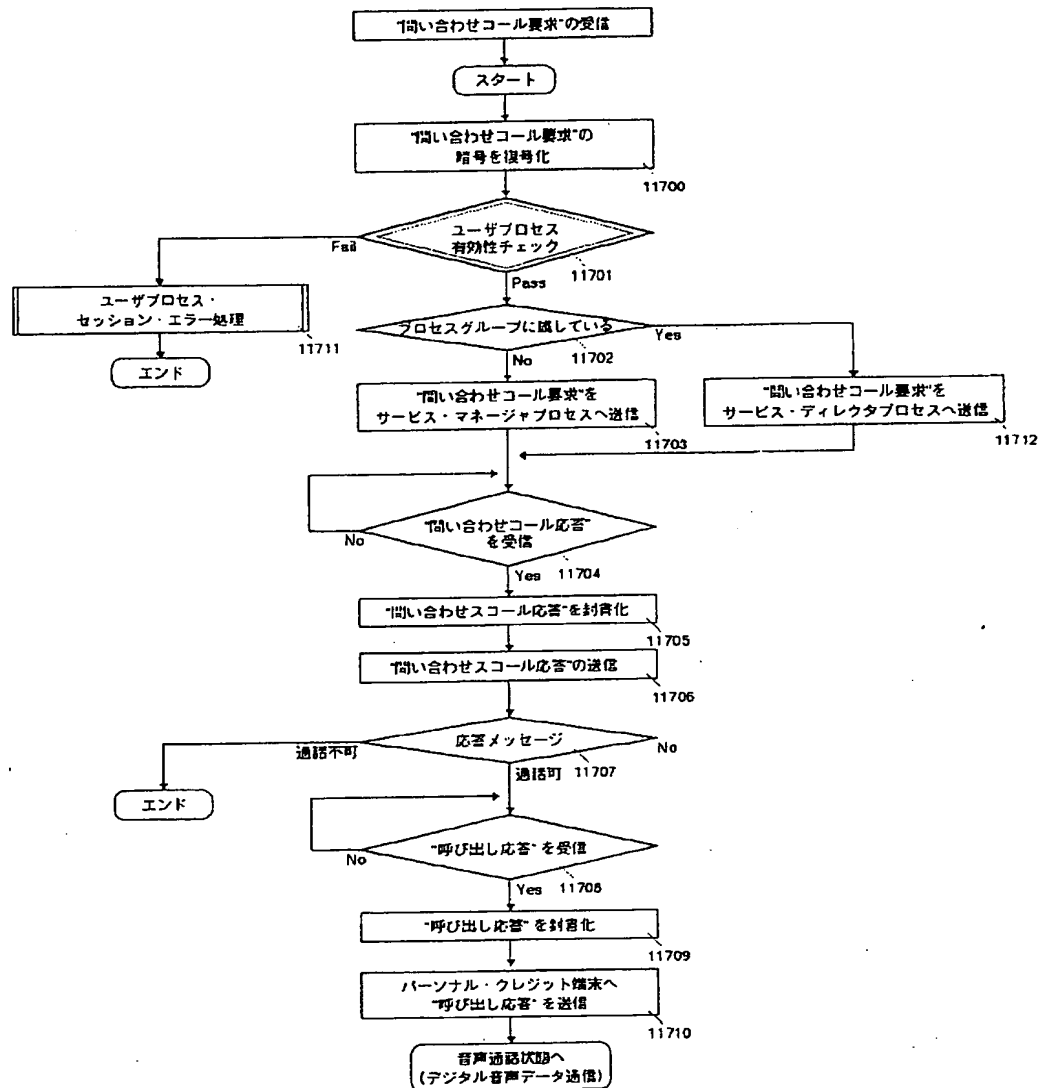 "問い合わせコール要求"の受信
スタート
"問い合わせコール要求"の
暗号を復号化
11700
ユーザプロセス
有効性チェック
11701
Fail
Pass
ユーザプロセス・
セッション・エラー処理
11711
エンド
プロセスグループに属している
11702
Yes
No
"問い合わせコール要求"を
サービス・マネージャプロセスへ送信
11703
"問い合わせコール要求"を
サービス・ディレクタプロセスへ送信
11712
"問い合わせコール応答"
を受信
No
11704
Yes
"問い合わせスコール応答"を封書化
11705
"問い合わせスコール応答"の送信
11706
応答メッセージ
通話不可
No
11707
通話可
エンド
"呼び出し応答" を受信
No
11708
Yes
"呼び出し応答" を封書化
11709
パーソナル・クレジット端末へ
"呼び出し応答" を送信
11710
音声通話状態へ
(デジタル音声データ通信)